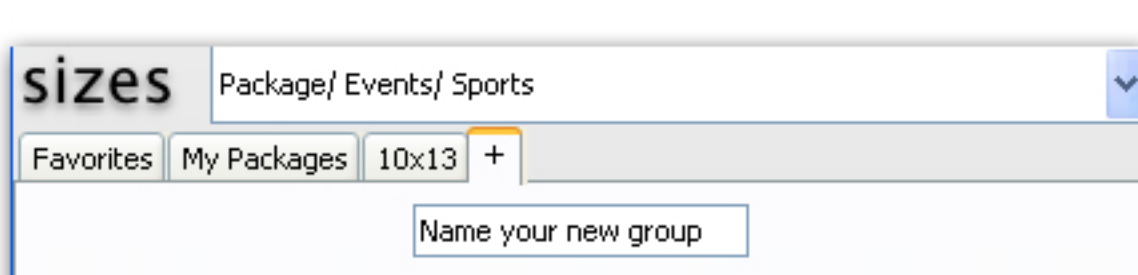 sizes
Package/ Events/ Sports
Favorites
My Packages
10x13
+
Name your new group